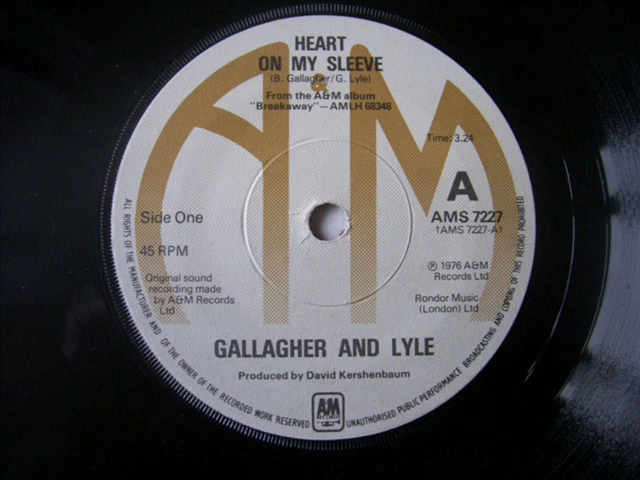 HEART
ON MY SLEEVE
(B. Gallagher/G. Lyle)
&
From the A&M album
"Breakaway"—AMLH 68348
AM
Time: 3.24
A
AMS 7227
†AMS 7227-A†
Side One
45 RPM
℗ 1976 A&M
Records Ltd
Original sound
recording made
by A&M Records
Ltd
Rondor Music
(London) Ltd
GALLAGHER AND LYLE
Produced by David Kershenbaum
AM
RECORDS
ALL RIGHTS OF THE MANUFACTURER AND OF THE OWNER OF THE RECORDED WORK RESERVED
UNAUTHORISED PUBLIC PERFORMANCE BROADCASTING AND COPYING OF THIS RECORD PROHIBITED